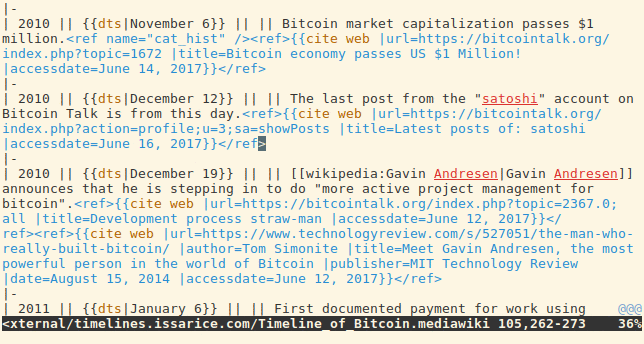 |-
| 2010 || {{dts|November 6}} || || Bitcoin market capitalization passes $1
million.<ref name="cat_hist" /><ref>{{cite web |url=https://bitcointalk.org/
index.php?topic=1672 |title=Bitcoin economy passes US $1 Million!
|accessdate=June 14, 2017}}</ref>
|-
| 2010 || {{dts|December 12}} || || The last post from the "satoshi" account on
Bitcoin Talk is from this day.<ref>{{cite web |url=https://bitcointalk.org/
index.php?action=profile;u=3;sa=showPosts |title=Latest posts of: satoshi
|accessdate=June 16, 2017}}</ref>
|-
| 2010 || {{dts|December 19}} || || [[wikipedia:Gavin Andresen|Gavin Andresen]]
announces that he is stepping in to do "more active project management for
bitcoin".<ref>{{cite web |url=https://bitcointalk.org/index.php?topic=2367.0;
all |title=Development process straw-man |accessdate=June 12, 2017}}</
ref><ref>{{cite web |url=https://www.technologyreview.com/s/527051/the-man-who-
really-built-bitcoin/ |author=Tom Simonite |title=Meet Gavin Andresen, the most
powerful person in the world of Bitcoin |publisher=MIT Technology Review
|date=August 15, 2014 |accessdate=June 12, 2017}}</ref>
|-
| 2011 || {{dts|January 6}} || || First documented payment for work using @@@
<xternal/timelines.issarice.com/Timeline_of_Bitcoin.mediawiki 105,262-273 36%